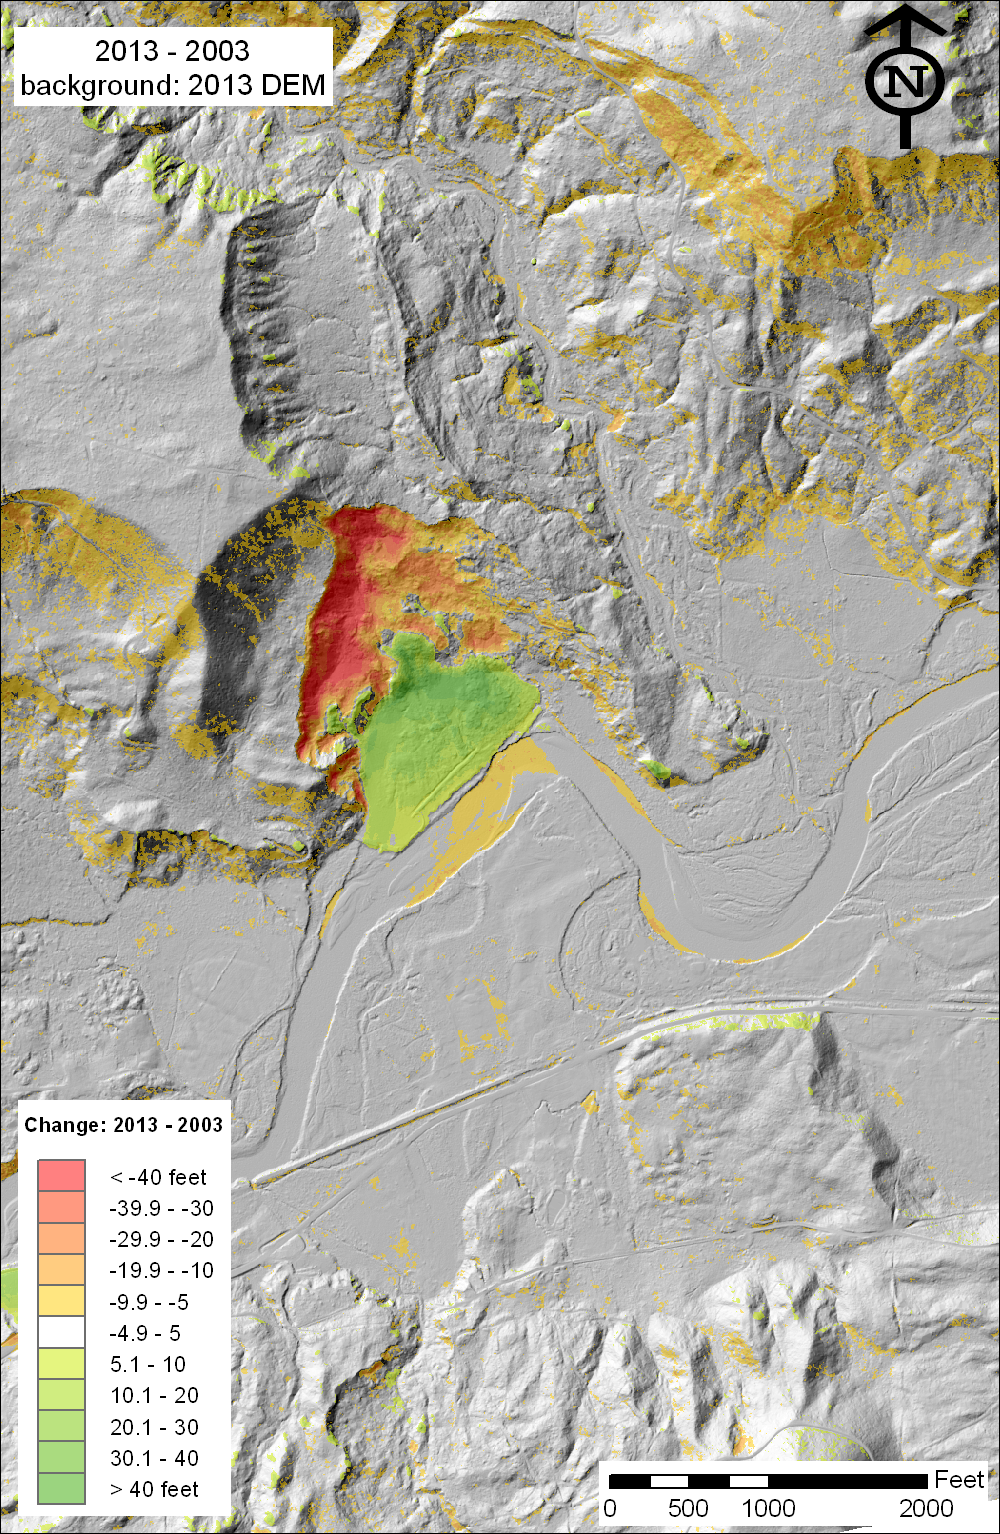 2013 - 2003
background: 2013 DEM
N
Change: 2013 - 2003
< -40 feet
-39.9 - -30
-29.9 - -20
-19.9 - -10
-9.9 - -5
-4.9 - 5
5.1 - 10
10.1 - 20
20.1 - 30
30.1 - 40
> 40 feet
Feet
0 500 1000 2000